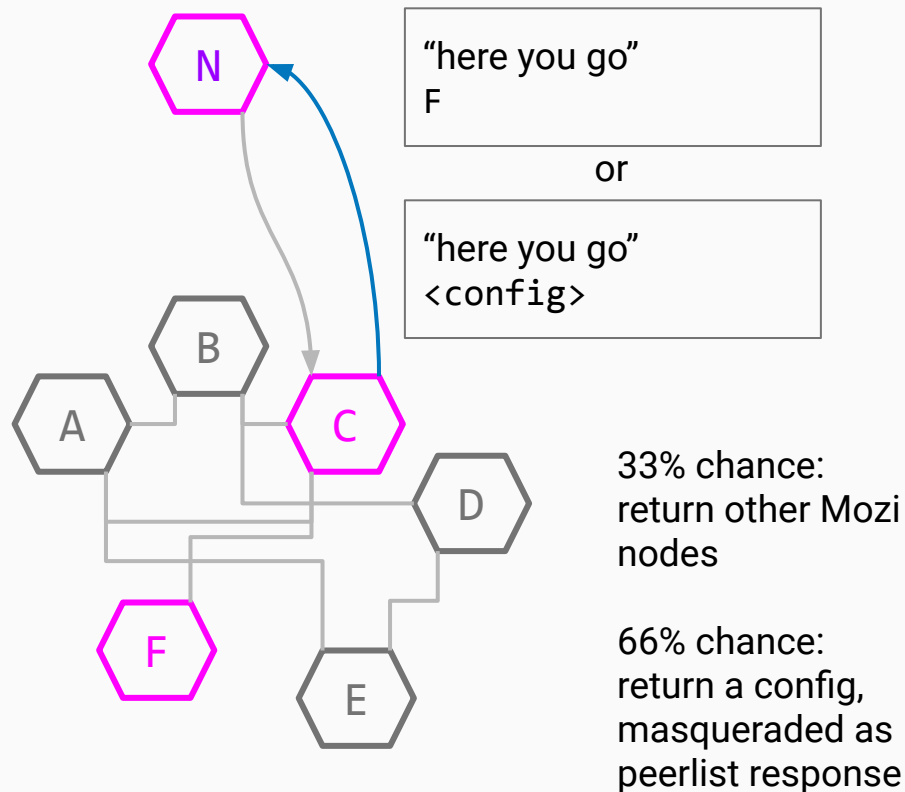 N
“here you go”
F
or
“here you go”
<config>
B
A
C
D
33% chance:
return other Mozi
nodes
F
E
66% chance:
return a config,
masqueraded as
peerlist response